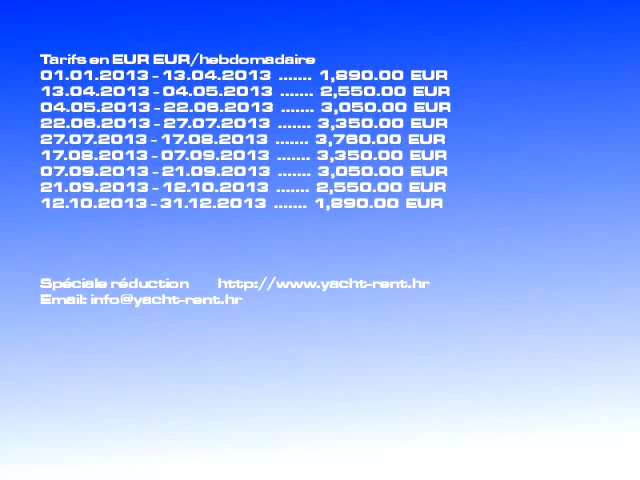 Tarifs en EUR EUR/hebdomadaire
01.01.2013 - 13.04.2013 ....... 1,890.00 EUR
13.04.2013 - 04.05.2013 ....... 2,550.00 EUR
04.05.2013 - 22.06.2013 ....... 3,050.00 EUR
22.06.2013 - 27.07.2013 ....... 3,350.00 EUR
27.07.2013 - 17.08.2013 ....... 3,760.00 EUR
17.08.2013 - 07.09.2013 ....... 3,350.00 EUR
07.09.2013 - 21.09.2013 ....... 3,050.00 EUR
21.09.2013 - 12.10.2013 ....... 2,550.00 EUR
12.10.2013 - 31.12.2013 ....... 1,890.00 EUR
Spéciale réduction http://www.yacht-rent.hr
Email: info@yacht-rent.hr